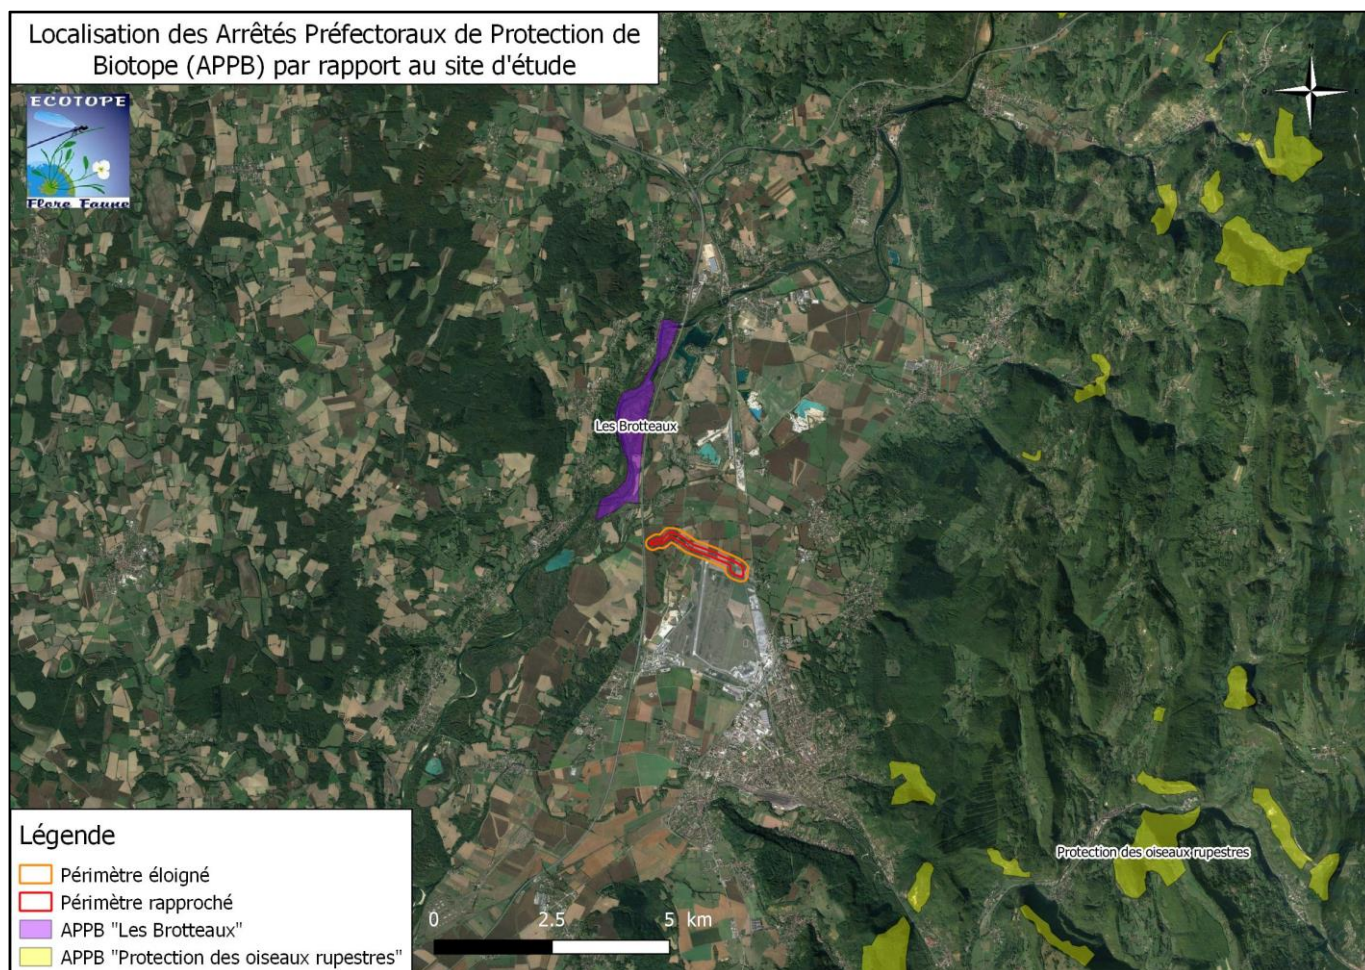 Localisation des Arrêtés Préfectoraux de Protection de
Biotope (APPB) par rapport au site d'étude
ECOTOPE
Flore Faune
Les Brotteaux
Protection des oiseaux rupestres
Légende
Périmètre éloigné
Périmètre rapproché
APPB "Les Brotteaux"
APPB "Protection des oiseaux rupestres"
0 2.5 5 km